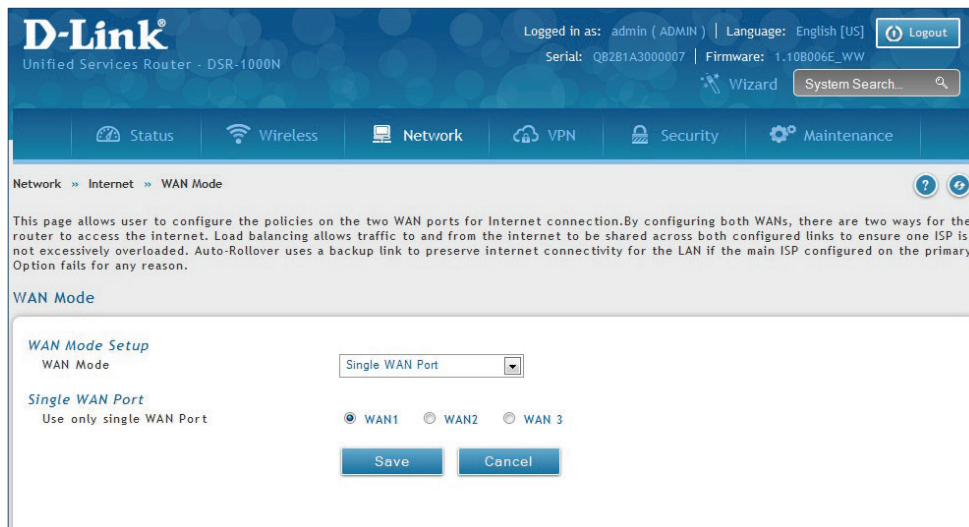 D-Link
Unified Services Router - DSR-1000N
Logged in as: admin ( ADMIN ) | Language: English [US]
Logout
Serial: QB2B1A3000007 | Firmware: 1.10B006E_WW
Wizard
System Search...
Status
Wireless
Network
VPN
Security
Maintenance
Network » Internet » WAN Mode
?
This page allows user to configure the policies on the two WAN ports for Internet connection.By configuring both WANs, there are two ways for the
router to access the internet. Load balancing allows traffic to and from the internet to be shared across both configured links to ensure one ISP is
not excessively overloaded. Auto-Rollover uses a backup link to preserve internet connectivity for the LAN if the main ISP configured on the primary
Option fails for any reason.
WAN Mode
WAN Mode Setup
WAN Mode
Single WAN Port
Single WAN Port
Use only single WAN Port
WAN1
WAN2
WAN 3
Save
Cancel